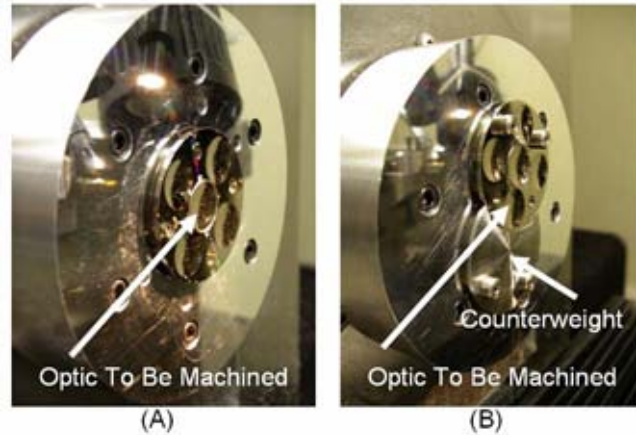 Optic To Be Machined
(A)
Counterweight
Optic To Be Machined
(B)